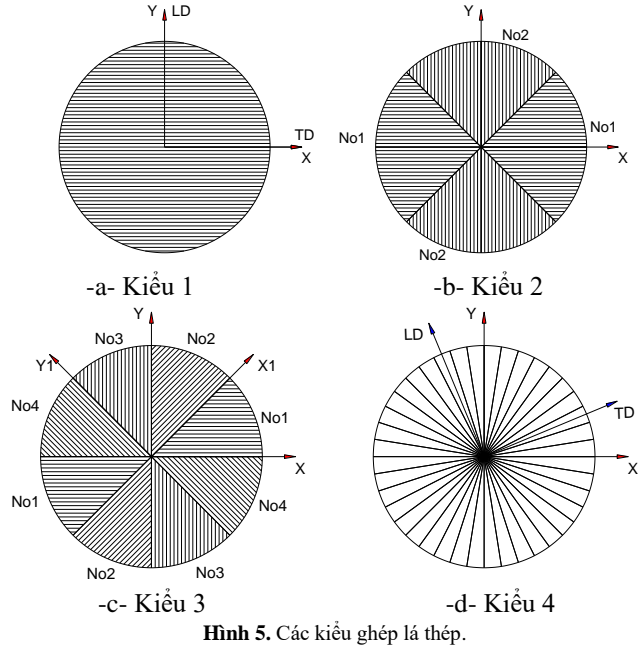 Y LD
TD
X
-a- Kiểu 1
Y
No2
No1
No1
X
No2
-b- Kiểu 2
Y
No3
No2
Y1
X1
No4
No1
X
No1
No4
No2
No3
-c- Kiểu 3
Y
LD
TD
X
-d- Kiểu 4
Hình 5. Các kiểu ghép lá thép.